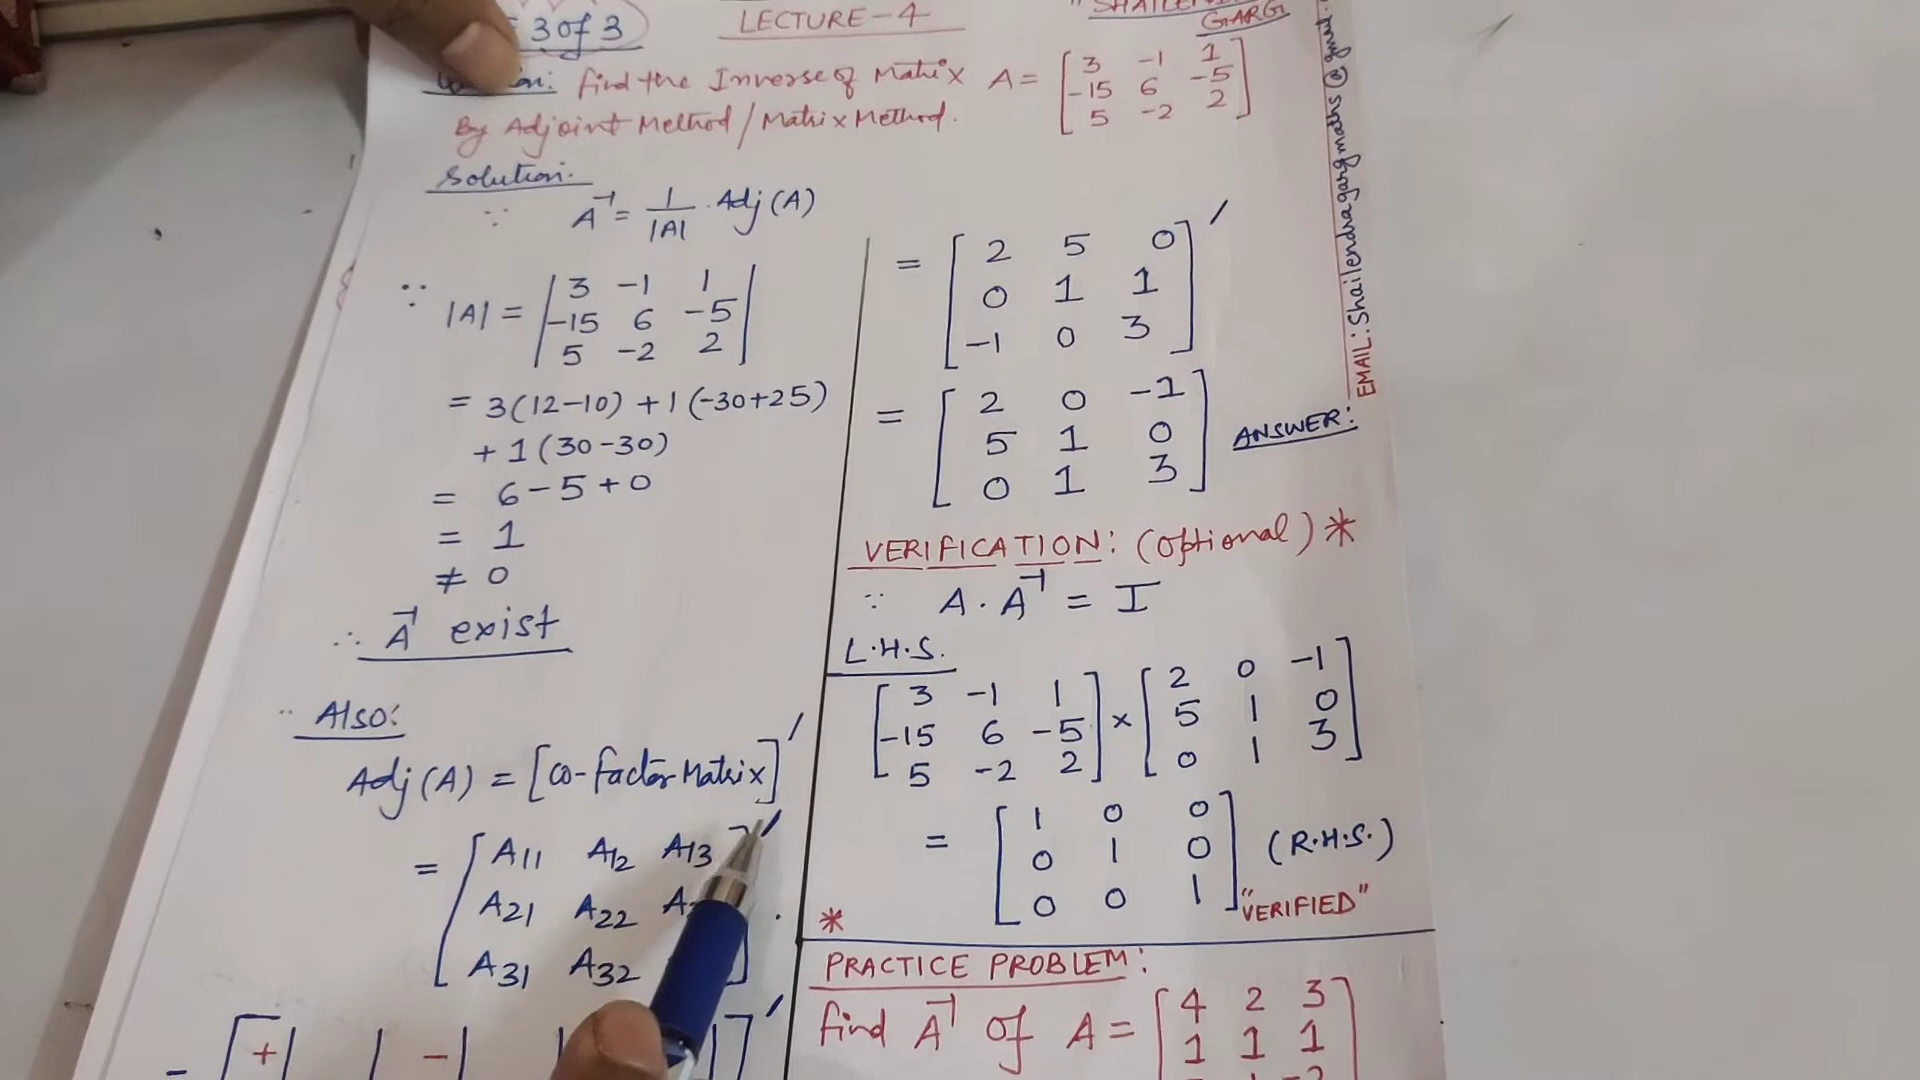 3 of 3
LECTURE-4
GARG
find the Inverse of Matrix A = [3 -1 1
-15 6 -5
5 -2 2]
By Adjoint Method / Matrix Method.
Solution:
∵ A⁻¹ = 1/|A| . Adj (A)
∵ |A| = |3 -1 1
-15 6 -5
5 -2 2|
= 3(12-10) +1 (-30+25)
+ 1 (30-30)
= 6-5+0
= 1
≠ 0
∴ A⁻¹ exist
Also:
Adj (A) = [Co-factor Matrix]′
= [A11 A12 A13
A21 A22
A31 A32 ]′
[+| | - | ]′
= [2 5 0
0 1 1
-1 0 3]′
= [2 0 -1
5 1 0
0 1 3]
ANSWER:
VERIFICATION: (Optional) *
∵ A . A⁻¹ = I
L.H.S.
[3 -1 1
-15 6 -5
5 -2 2] × [2 0 -1
5 1 0
0 1 3]
= [1 0 0
0 1 0
0 0 1] (R.H.S.)
"VERIFIED"
*
PRACTICE PROBLEM:
find A⁻¹ of A = [4 2 3
1 1 1
EMAIL: Shailendragargmaths@gmail.